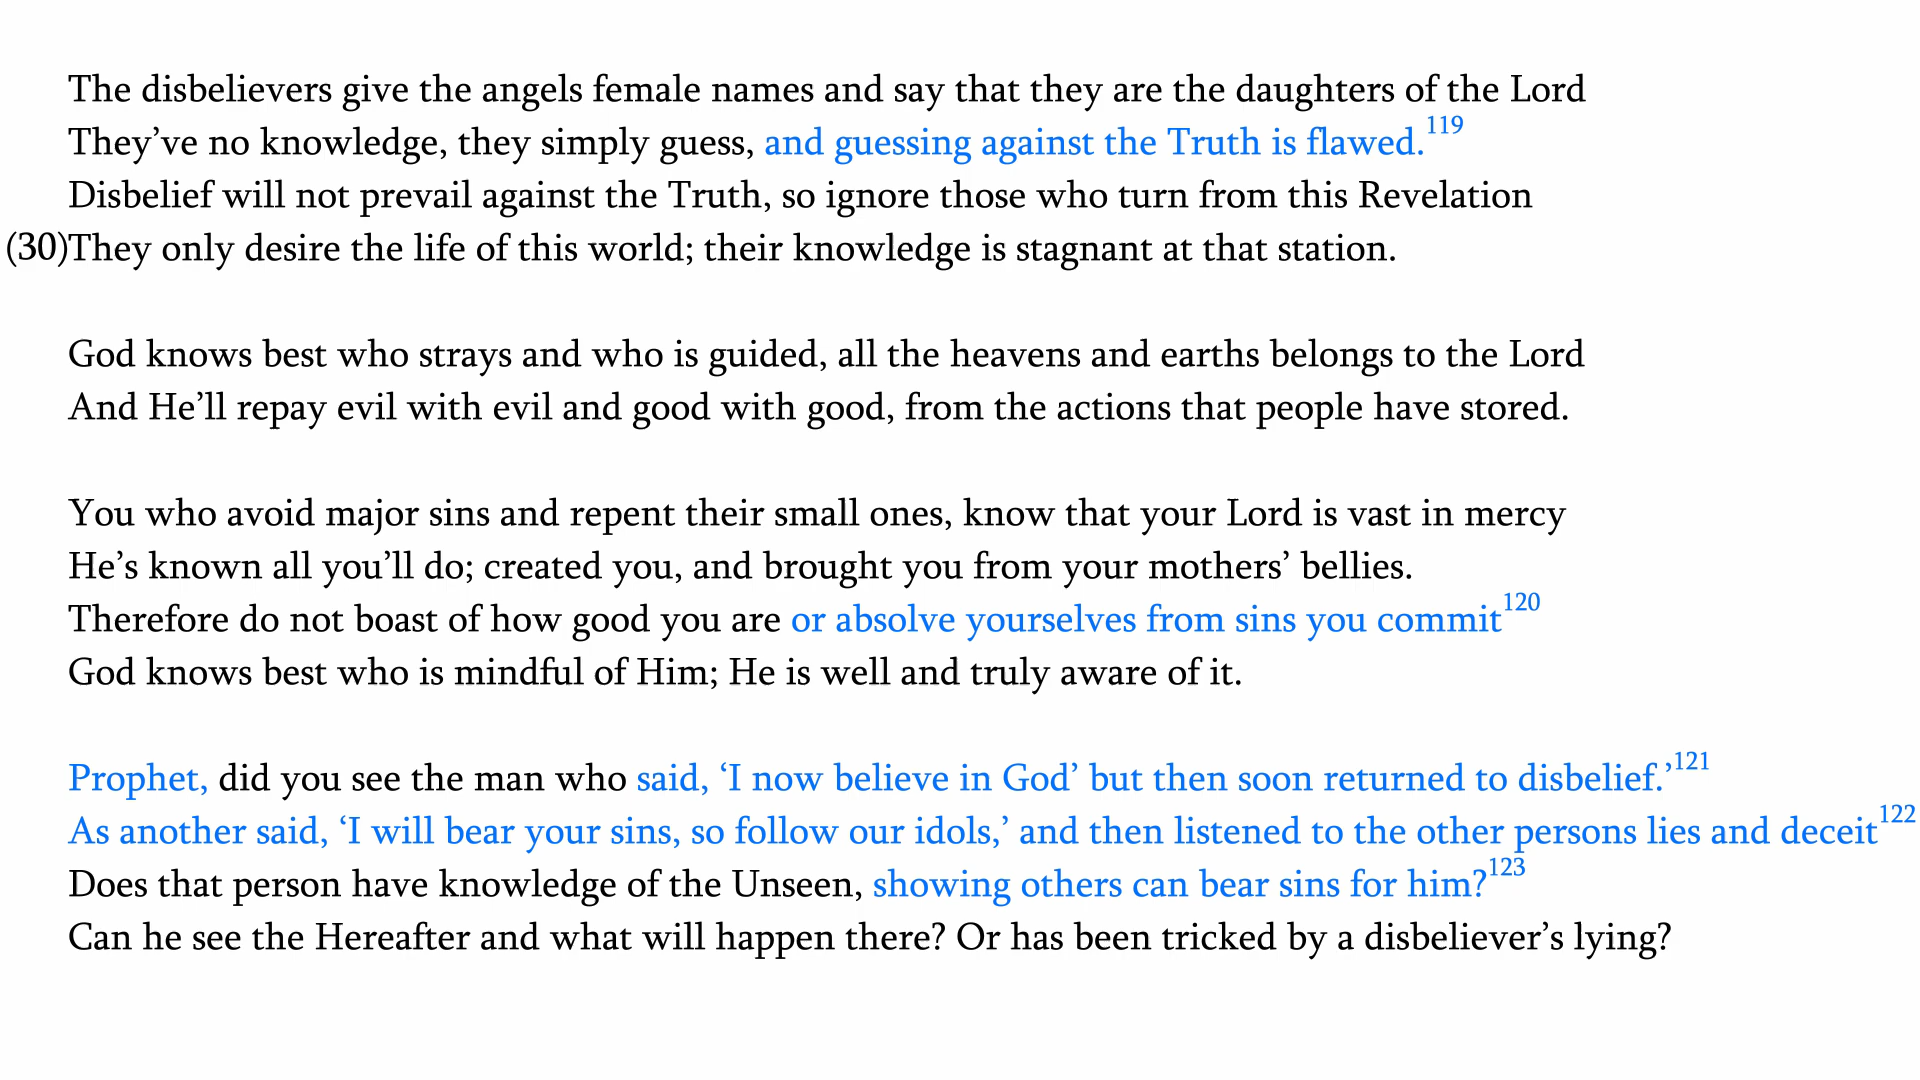 The disbelievers give the angels female names and say that they are the daughters of the Lord
They’ve no knowledge, they simply guess, and guessing against the Truth is flawed.119
Disbelief will not prevail against the Truth, so ignore those who turn from this Revelation
(30)They only desire the life of this world; their knowledge is stagnant at that station.
God knows best who strays and who is guided, all the heavens and earths belongs to the Lord
And He’ll repay evil with evil and good with good, from the actions that people have stored.
You who avoid major sins and repent their small ones, know that your Lord is vast in mercy
He’s known all you’ll do; created you, and brought you from your mothers’ bellies.
Therefore do not boast of how good you are or absolve yourselves from sins you commit120
God knows best who is mindful of Him; He is well and truly aware of it.
Prophet, did you see the man who said, ‘I now believe in God’ but then soon returned to disbelief.’121
As another said, ‘I will bear your sins, so follow our idols,’ and then listened to the other persons lies and deceit122
Does that person have knowledge of the Unseen, showing others can bear sins for him?123
Can he see the Hereafter and what will happen there? Or has been tricked by a disbeliever’s lying?